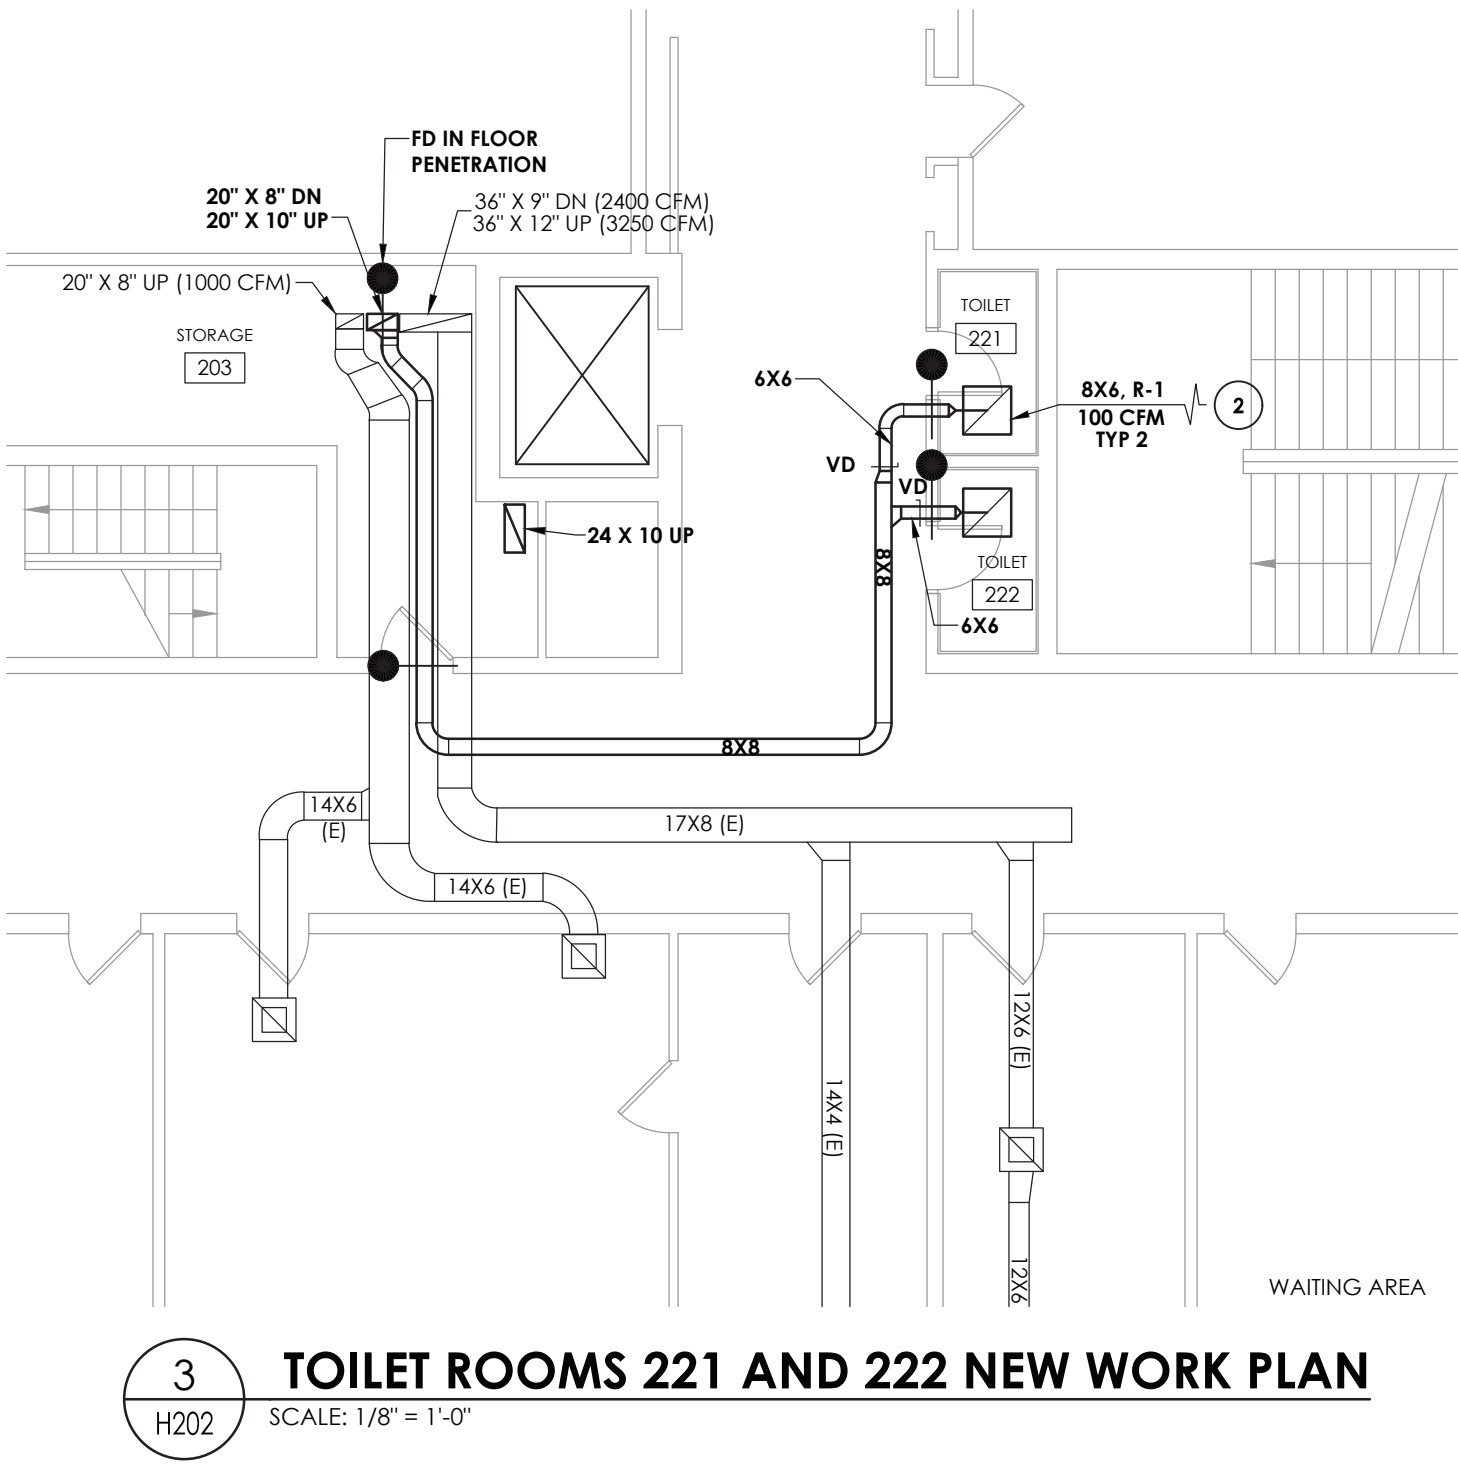 FD IN FLOOR
PENETRATION
20" X 8" DN
20" X 10" UP
36" X 9" DN (2400 CFM)
36" X 12" UP (3250 CFM)
20" X 8" UP (1000 CFM)
STORAGE
203
TOILET
221
6X6
8X6, R-1
100 CFM
TYP 2
2
VD
VD
24 X 10 UP
8X8
TOILET
222
6X6
8X8
14X6
(E)
17X8 (E)
14X6 (E)
12X6 (E)
14X4 (E)
12X6
WAITING AREA
3
H202
TOILET ROOMS 221 AND 222 NEW WORK PLAN
SCALE: 1/8" = 1'-0"